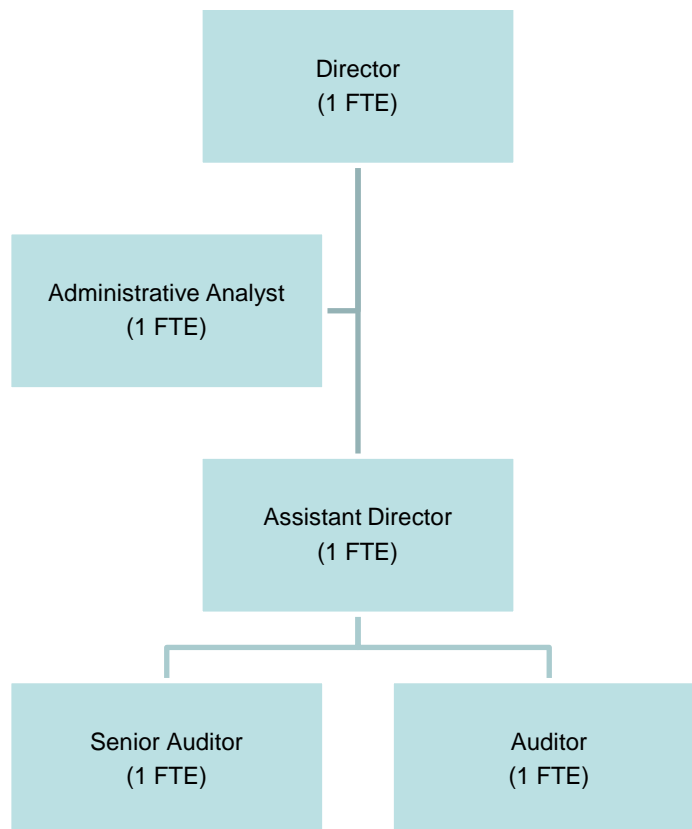 Director
(1 FTE)
Administrative Analyst
(1 FTE)
Assistant Director
(1 FTE)
Senior Auditor
(1 FTE)
Auditor
(1 FTE)